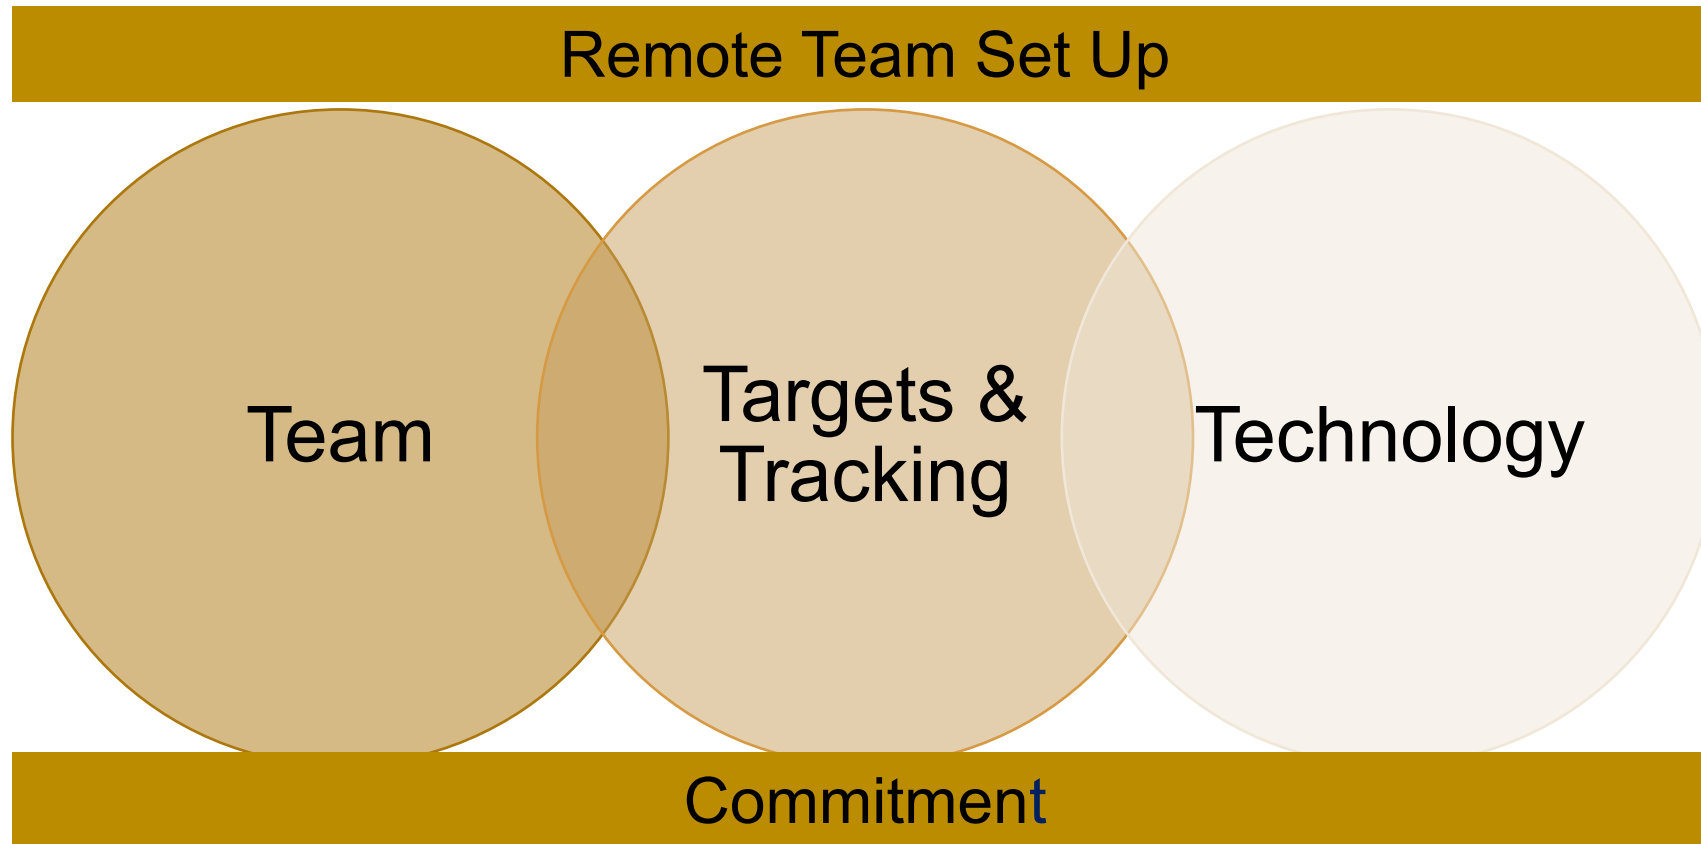 Remote Team Set Up
Team
Targets &
Tracking
Technology
Commitment